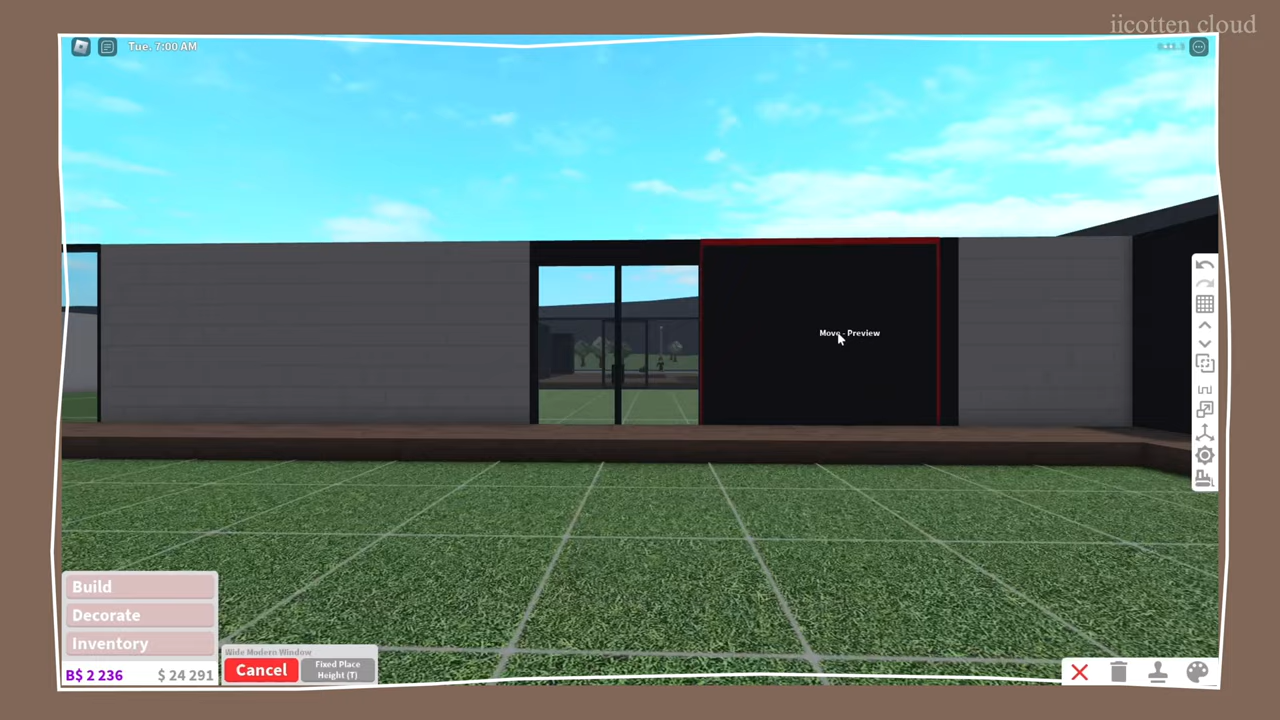 iicotten cloud
Tue. 7:00 AM
Move - Preview
Build
Decorate
Inventory
Wide Modern Window
Cancel
Fixed Place
Height (T)
B$ 2 236
$ 24 291